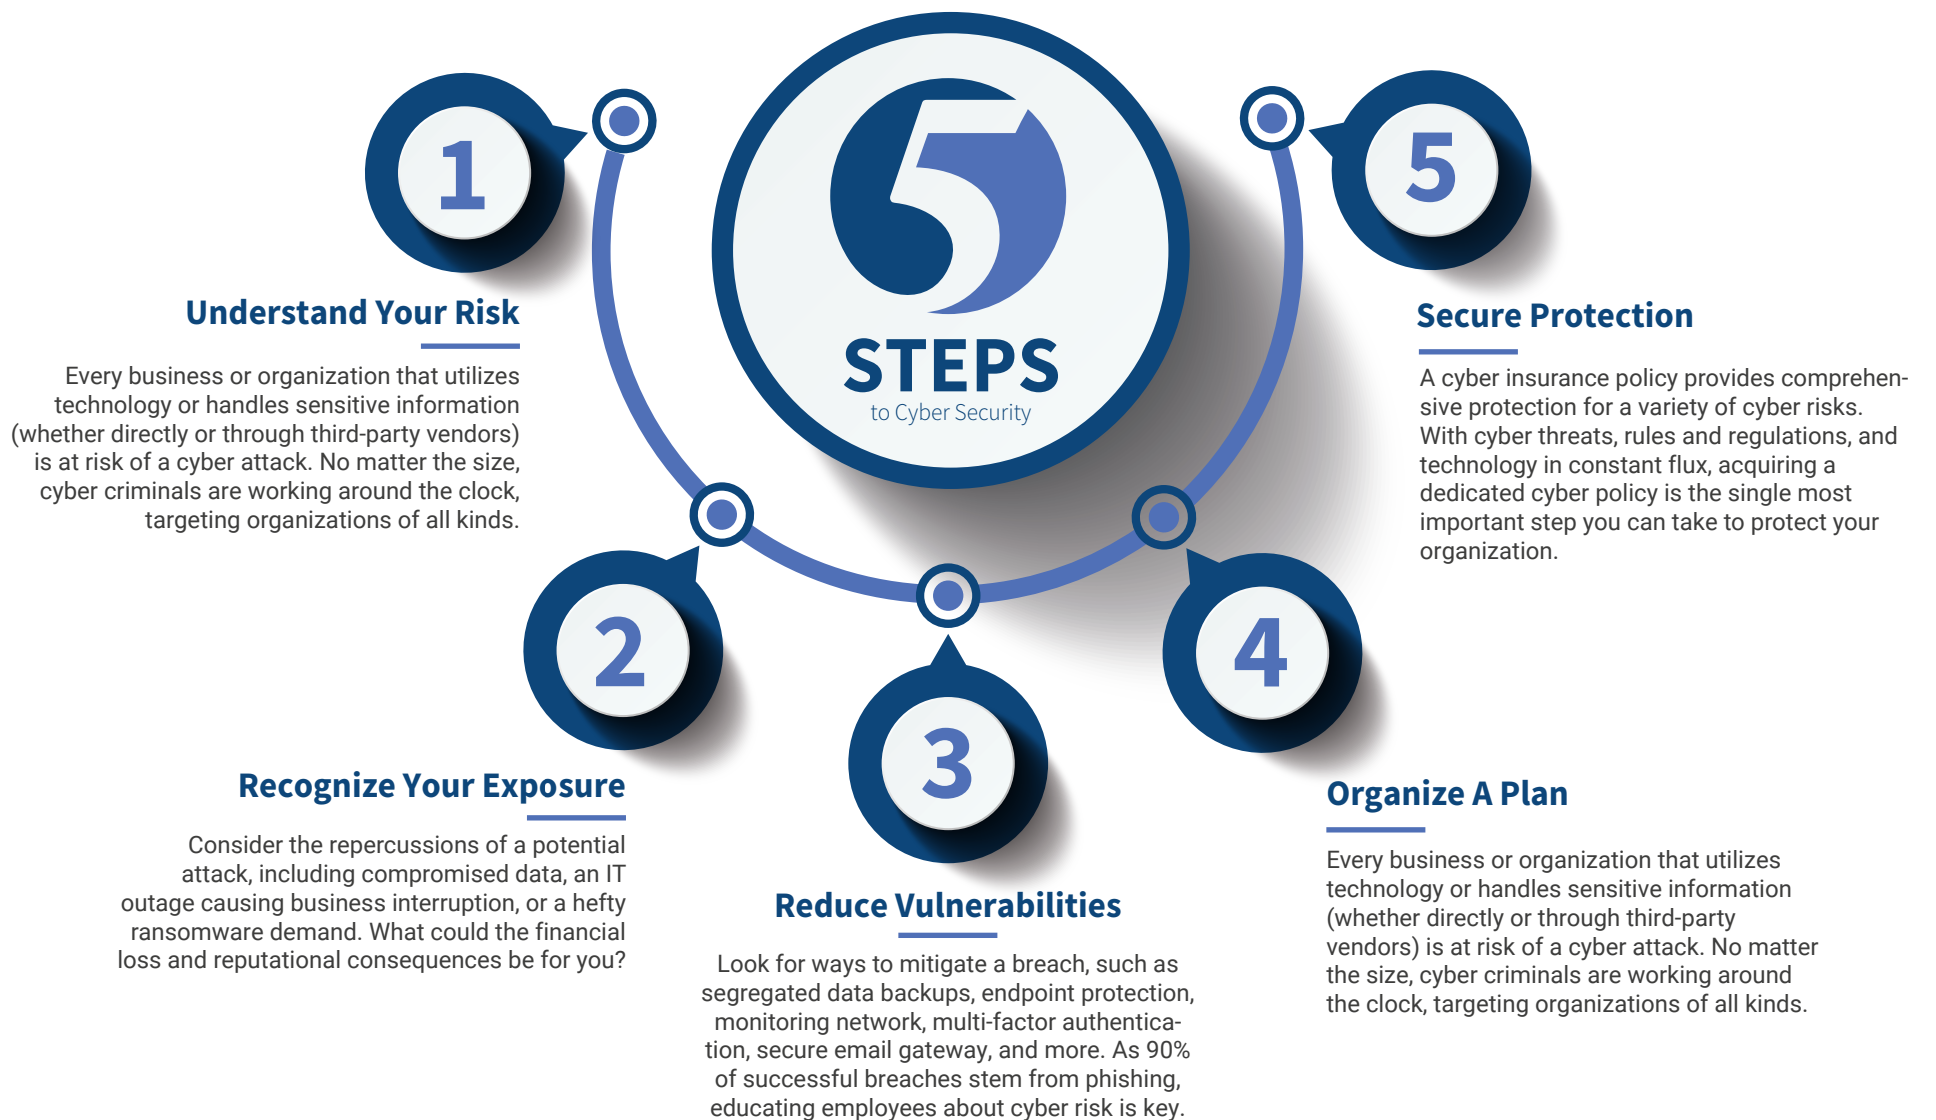 5
STEPS
to Cyber Security
1
Understand Your Risk
Every business or organization that utilizes
technology or handles sensitive information
(whether directly or through third-party vendors)
is at risk of a cyber attack. No matter the size,
cyber criminals are working around the clock,
targeting organizations of all kinds.
2
Recognize Your Exposure
Consider the repercussions of a potential
attack, including compromised data, an IT
outage causing business interruption, or a hefty
ransomware demand. What could the financial
loss and reputational consequences be for you?
3
Reduce Vulnerabilities
Look for ways to mitigate a breach, such as
segregated data backups, endpoint protection,
monitoring network, multi-factor authentica-
tion, secure email gateway, and more. As 90%
of successful breaches stem from phishing,
educating employees about cyber risk is key.
4
Organize A Plan
Every business or organization that utilizes
technology or handles sensitive information
(whether directly or through third-party
vendors) is at risk of a cyber attack. No matter
the size, cyber criminals are working around
the clock, targeting organizations of all kinds.
5
Secure Protection
A cyber insurance policy provides comprehen-
sive protection for a variety of cyber risks.
With cyber threats, rules and regulations, and
technology in constant flux, acquiring a
dedicated cyber policy is the single most
important step you can take to protect your
organization.